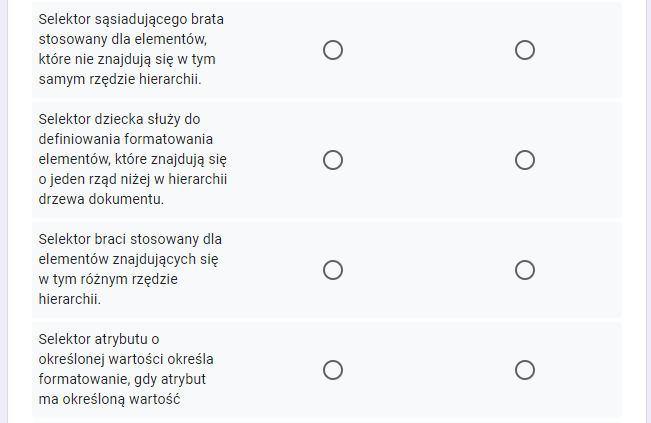 Selektor sąsiadującego brata
stosowany dla elementów,
które nie znajdują się w tym
samym rzędzie hierarchii.
Selektor dziecka służy do
definiowania formatowania
elementów, które znajdują się
o jeden rząd niżej w hierarchii
drzewa dokumentu.
Selektor braci stosowany dla
elementów znajdujących się
w tym różnym rzędzie
hierarchii.
Selektor atrybutu o
określonej wartości określa
formatowanie, gdy atrybut
ma określoną wartość